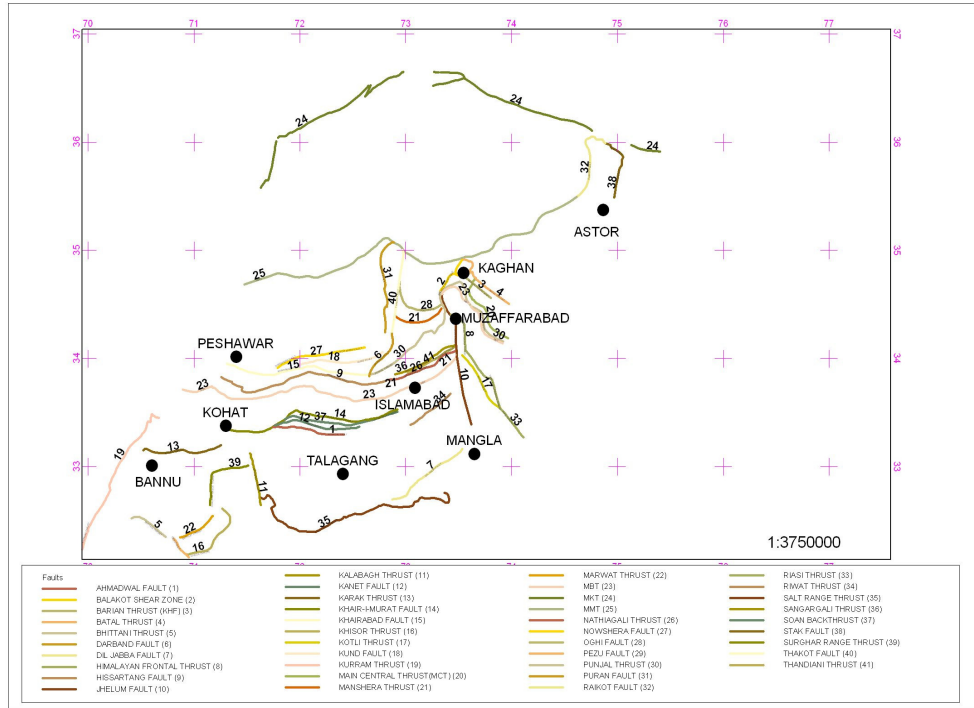 70 71 72 73 74 75 76 77
37 37
36 36
35 35
34 34
33 33
24 24 24
32 38
ASTOR
25
KAGHAN
31 2 23 3 4
40 28 21 20 30
MUZAFFARABAD
8
PESHAWAR
27 18 15 6 30 36 26 41 21
9 21
23 23
ISLAMABAD
10 17
34 33
KOHAT
12 37 14
1
MANGLA
19 13
BANNU
39 11
TALAGANG
7
35
5 22 16
1:3750000
Faults
AHMADWAL FAULT (1)
BALAKOT SHEAR ZONE (2)
BARIAN THRUST (KHF) (3)
BATAL THRUST (4)
BHITTANI THRUST (5)
DARBAND FAULT (6)
DIL JABBA FAULT (7)
HIMALAYAN FRONTAL THRUST (8)
HISSARTANG FAULT (9)
JHELUM FAULT (10)
KALABAGH THRUST (11)
KANET FAULT (12)
KARAK THRUST (13)
KHAIR-I-MURAT FAULT (14)
KHAIRABAD FAULT (15)
KHISOR THRUST (16)
KOTLI THRUST (17)
KUND FAULT (18)
KURRAM THRUST (19)
MAIN CENTRAL THRUST(MCT) (20)
MANSHERA THRUST (21)
MARWAT THRUST (22)
MBT (23)
MKT (24)
MMT (25)
NATHIAGALI THRUST (26)
NOWSHERA FAULT (27)
OGHI FAULT (28)
PEZU FAULT (29)
PUNJAL THRUST (30)
PURAN FAULT (31)
RAIKOT FAULT (32)
RIASI THRUST (33)
RIWAT THRUST (34)
SALT RANGE THRUST (35)
SANGARGALI THRUST (36)
SOAN BACKTHRUST (37)
STAK FAULT (38)
SURGHAR RANGE THRUST (39)
THAKOT FAULT (40)
THANDIANI THRUST (41)